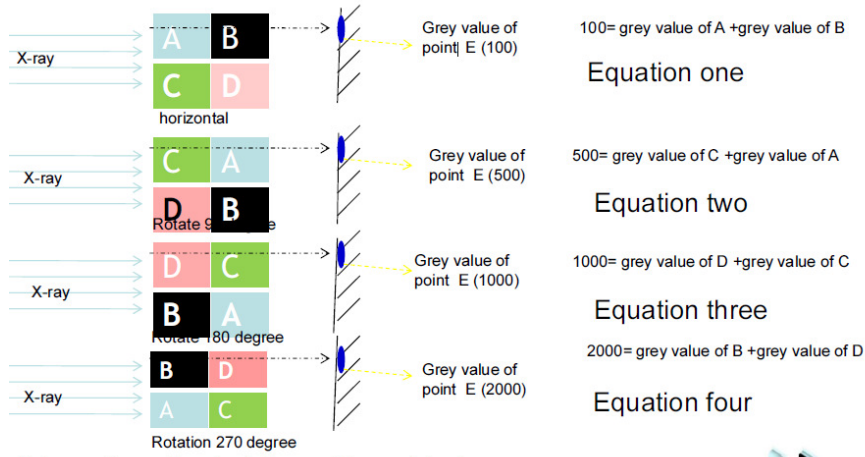 A B
X-ray
C D
horizontal
Grey value of
point E (100)
100= grey value of A +grey value of B
Equation one
C A
X-ray
D B
Rotate 9
Grey value of
point E (500)
500= grey value of C +grey value of A
Equation two
D C
X-ray
B A
Rotate 180 degree
Grey value of
point E (1000)
1000= grey value of D +grey value of C
Equation three
B D
X-ray
A C
Rotation 270 degree
Grey value of
point E (2000)
2000= grey value of B +grey value of D
Equation four